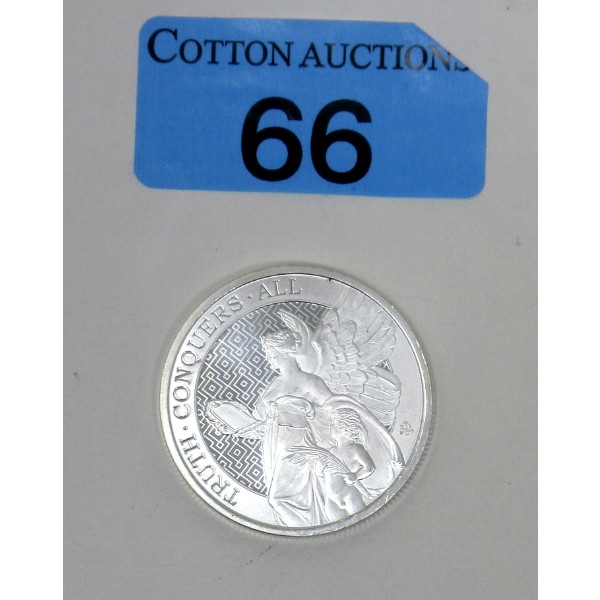 COTTON AUCTIONS
66
TRUTH · CONQUERS · ALL